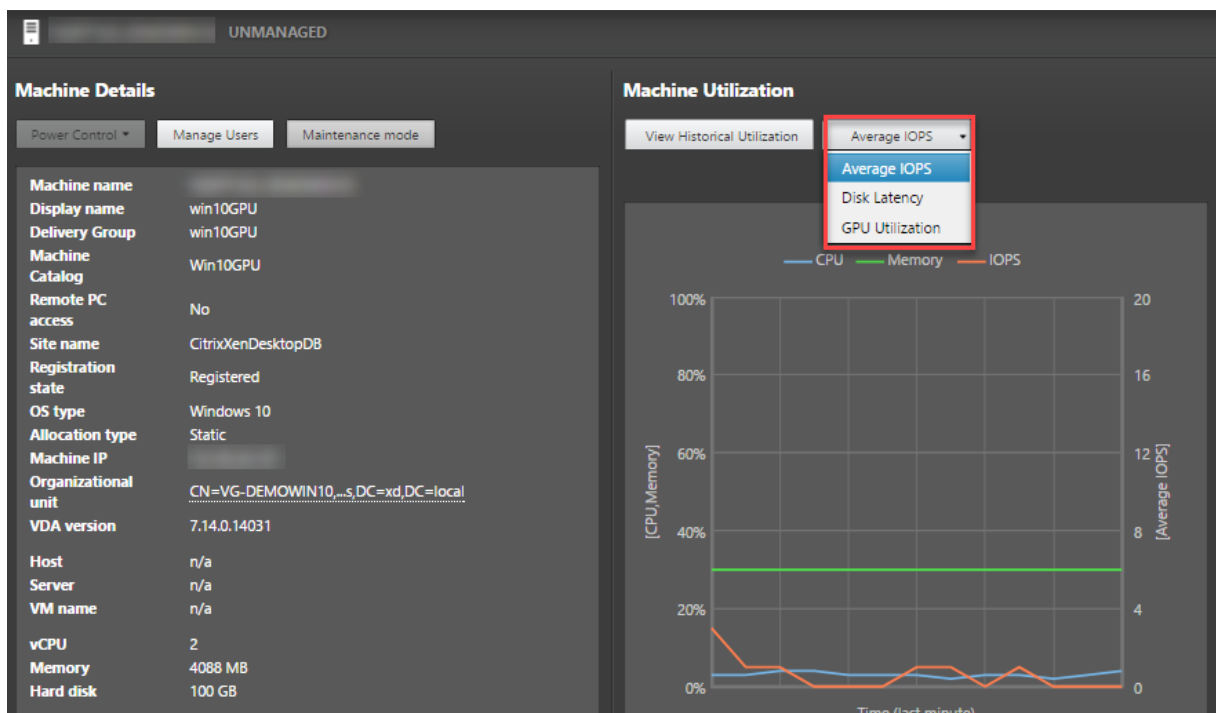 UNMANAGED
Machine Details
Power Control
Manage Users
Maintenance mode
Machine name
Display name win10GPU
Delivery Group win10GPU
Machine Catalog Win10GPU
Remote PC access No
Site name CitrixXenDesktopDB
Registration state Registered
OS type Windows 10
Allocation type Static
Machine IP
Organizational unit CN=VG-DEMOWIN10,...s,DC=xd,DC=local
VDA version 7.14.0.14031
Host n/a
Server n/a
VM name n/a
vCPU 2
Memory 4088 MB
Hard disk 100 GB
Machine Utilization
View Historical Utilization
Average IOPS
Average IOPS
Disk Latency
GPU Utilization
CPU Memory IOPS
100% 20
80% 16
60% 12
40% 8
20% 4
0% 0
[CPU,Memory]
[Average IOPS]
Time (last minute)